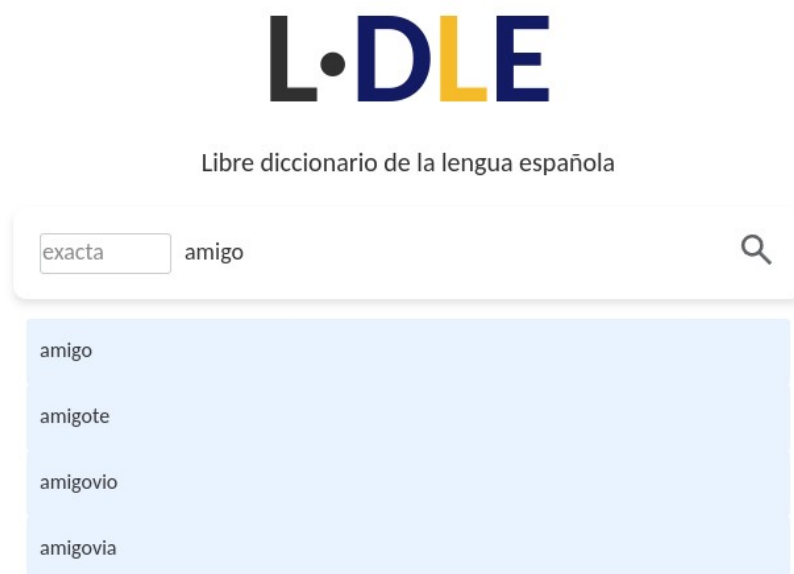 L·DLE
Libre diccionario de la lengua española
exacta amigo
amigo
amigote
amigovio
amigovia